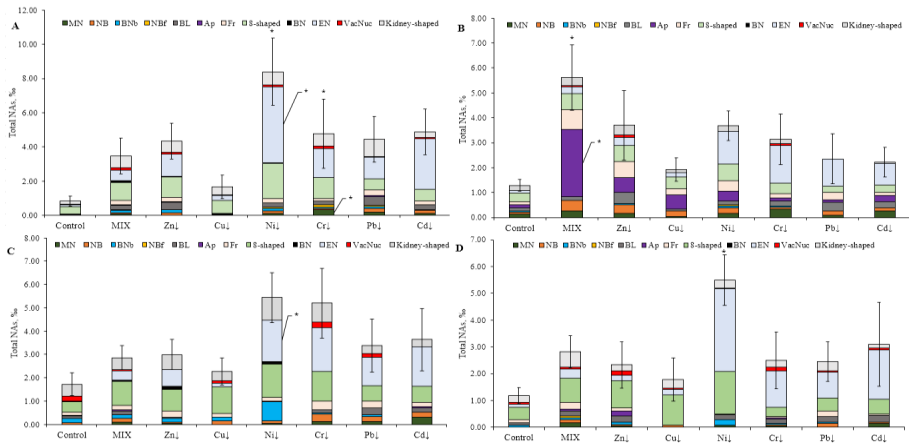 MN NB BNb NBf BL Ap Fr 8-shaped BN EN VacNuc Kidney-shaped
A
12.00
10.00
8.00
6.00
4.00
2.00
0.00
Total NAs, ‰
* * * *
Control MIX Zn↓ Cu↓ Ni↓ Cr↓ Pb↓ Cd↓
MN NB BNb NBf BL Ap Fr 8-shaped BN EN VacNuc Kidney-shaped
B
8.00
7.00
6.00
5.00
4.00
3.00
2.00
1.00
0.00
Total NAs, ‰
* *
Control MIX Zn↓ Cu↓ Ni↓ Cr↓ Pb↓ Cd↓
MN NB BNb NBf BL Ap Fr 8-shaped BN EN VacNuc Kidney-shaped
C
8.00
7.00
6.00
5.00
4.00
3.00
2.00
1.00
0.00
Total NAs, ‰
*
Control MIX Zn↓ Cu↓ Ni↓ Cr↓ Pb↓ Cd↓
MN NB BNb NBf BL Ap Fr 8-shaped BN EN VacNuc Kidney-shaped
D
7.00
6.00
5.00
4.00
3.00
2.00
1.00
0.00
Total NAs, ‰
*
Control MIX Zn↓ Cu↓ Ni↓ Cr↓ Pb↓ Cd↓